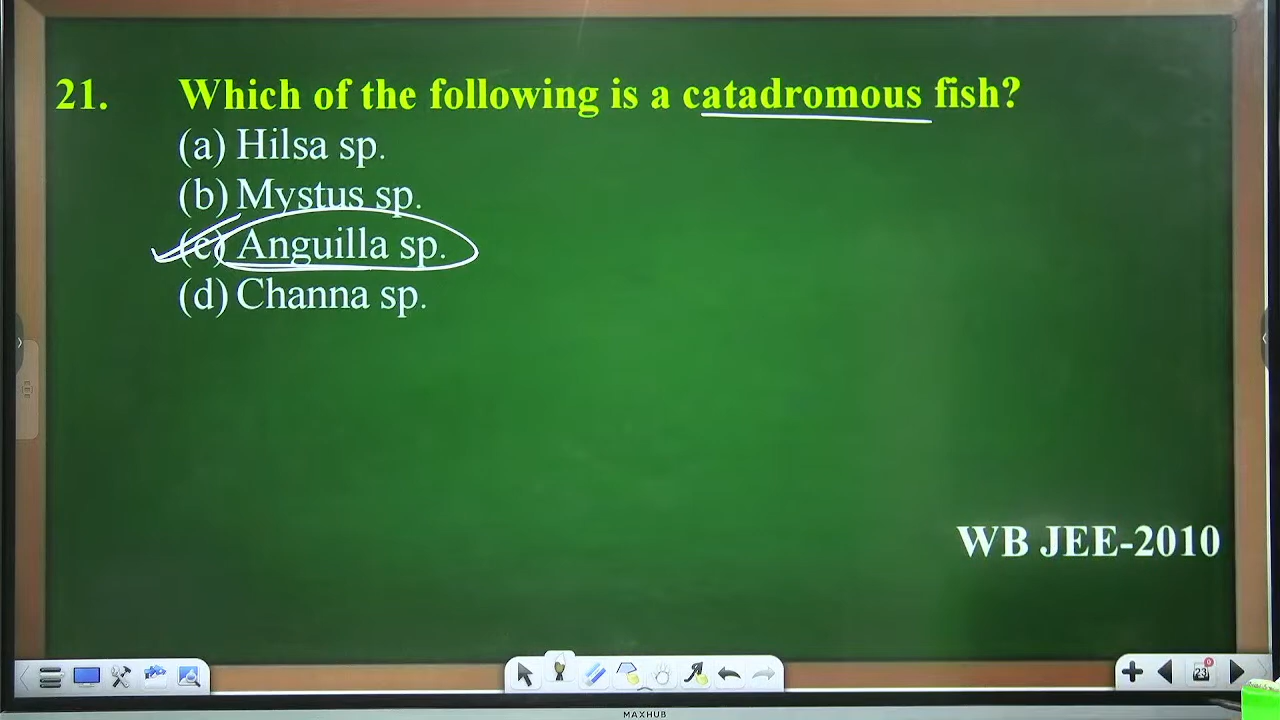 21. Which of the following is a catadromous fish?
(a) Hilsa sp.
(b) Mystus sp.
(c) Anguilla sp.
(d) Channa sp.
WB JEE-2010
MAXHUB